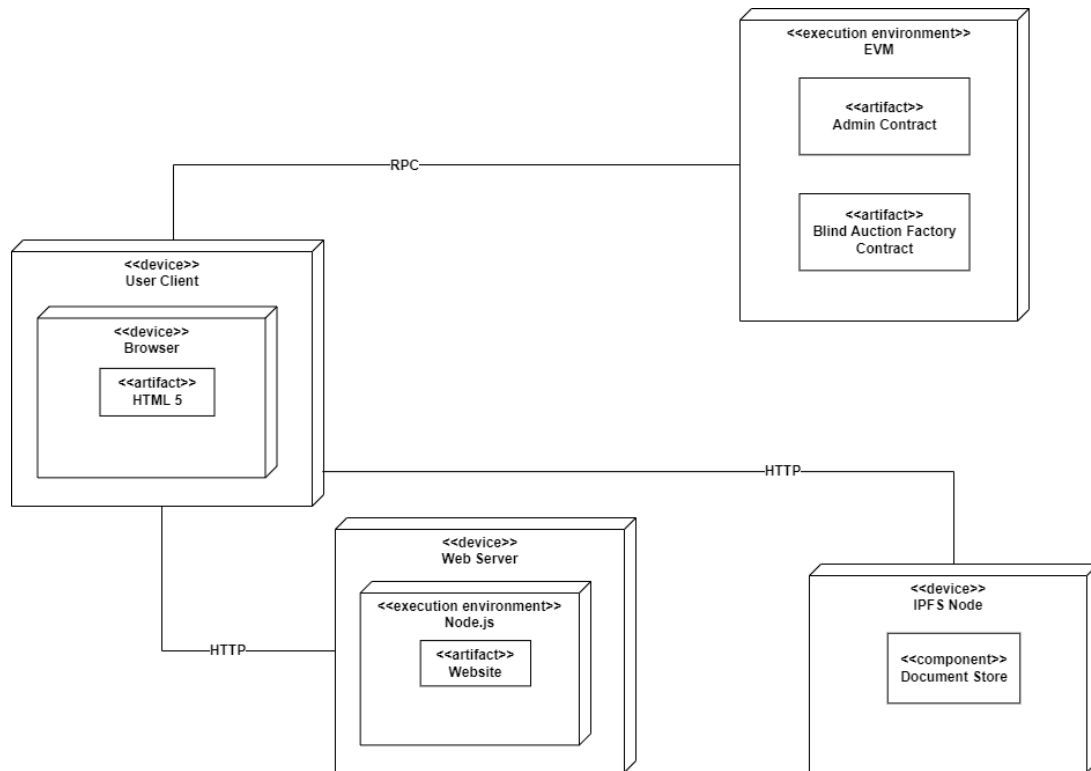 <<execution environment>>
EVM
<<artifact>>
Admin Contract
RPC
<<artifact>>
Blind Auction Factory
Contract
<<device>>
User Client
<<device>>
Browser
<<artifact>>
HTML 5
HTTP
<<device>>
Web Server
<<execution environment>>
Node.js
<<artifact>>
Website
HTTP
<<device>>
IPFS Node
<<component>>
Document Store